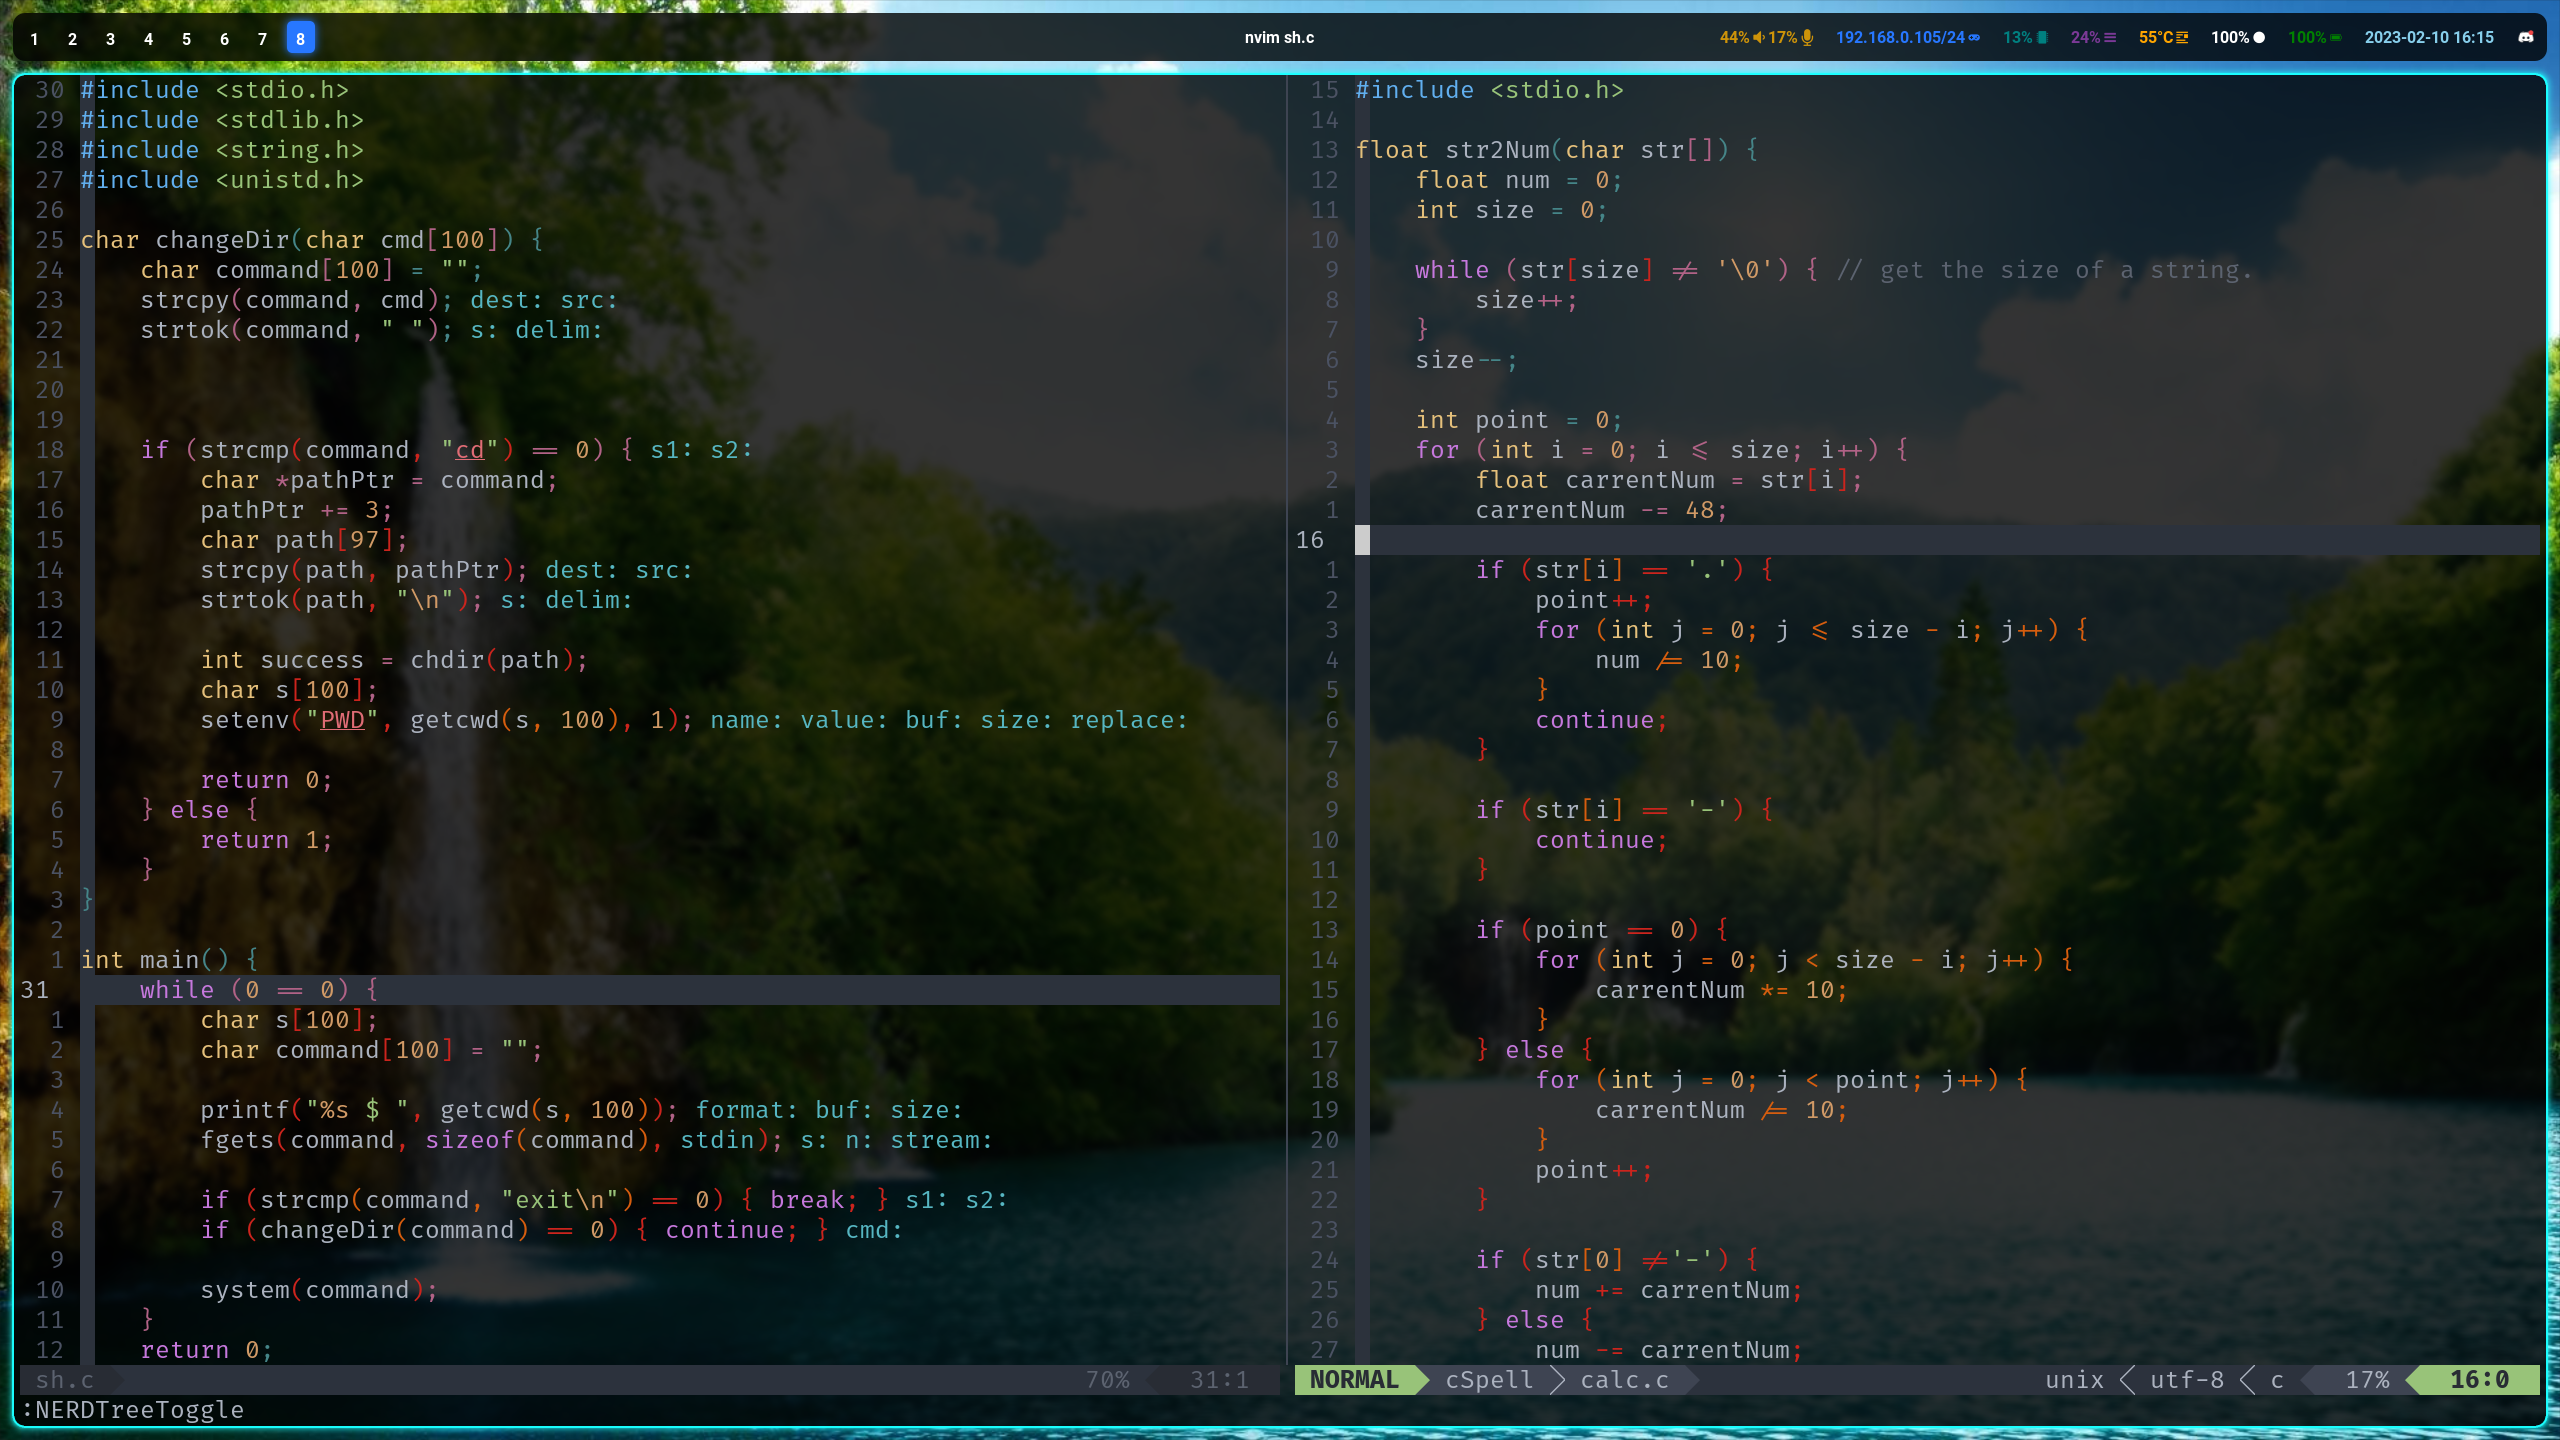 1 2 3 4 5 6 7 8 nvim sh.c 44% 17% 192.168.0.105/24 13% 24% 55°C 100% 100% 2023-02-10 16:15
30 #include <stdio.h>
29 #include <stdlib.h>
28 #include <string.h>
27 #include <unistd.h>
26
25 char changeDir(char cmd[100]) {
24     char command[100] = "";
23     strcpy(command, cmd); dest: src:
22     strtok(command, " "); s: delim:
21
20
19
18     if (strcmp(command, "cd") == 0) { s1: s2:
17         char *pathPtr = command;
16         pathPtr += 3;
15         char path[97];
14         strcpy(path, pathPtr); dest: src:
13         strtok(path, "\n"); s: delim:
12
11         int success = chdir(path);
10         char s[100];
9         setenv("PWD", getcwd(s, 100), 1); name: value: buf: size: replace:
8
7         return 0;
6     } else {
5         return 1;
4     }
3 }
2
1 int main() {
31     while (0 == 0) {
1         char s[100];
2         char command[100] = "";
3
4         printf("%s $ ", getcwd(s, 100)); format: buf: size:
5         fgets(command, sizeof(command), stdin); s: n: stream:
6
7         if (strcmp(command, "exit\n") == 0) { break; } s1: s2:
8         if (changeDir(command) == 0) { continue; } cmd:
9
10         system(command);
11     }
12     return 0;
sh.c 70% 31:1
15 #include <stdio.h>
14
13 float str2Num(char str[]) {
12     float num = 0;
11     int size = 0;
10
9     while (str[size] != '\0') { // get the size of a string.
8         size++;
7     }
6     size--;
5
4     int point = 0;
3     for (int i = 0; i <= size; i++) {
2         float carrentNum = str[i];
1         carrentNum -= 48;
16
1         if (str[i] == '.') {
2             point++;
3             for (int j = 0; j <= size - i; j++) {
4                 num /= 10;
5             }
6             continue;
7         }
8
9         if (str[i] == '-') {
10             continue;
11         }
12
13         if (point == 0) {
14             for (int j = 0; j < size - i; j++) {
15                 carrentNum *= 10;
16             }
17         } else {
18             for (int j = 0; j < point; j++) {
19                 carrentNum /= 10;
20             }
21             point++;
22         }
23
24         if (str[0] !='-') {
25             num += carrentNum;
26         } else {
27             num -= carrentNum;
NORMAL cSpell calc.c unix utf-8 c 17% 16:0
:NERDTreeToggle